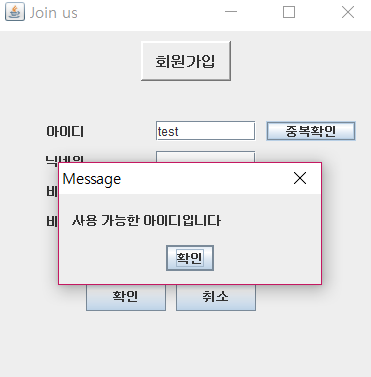 Join us
회원가입
아이디 test 중복확인
Message
사용 가능한 아이디입니다
확인
확인 취소